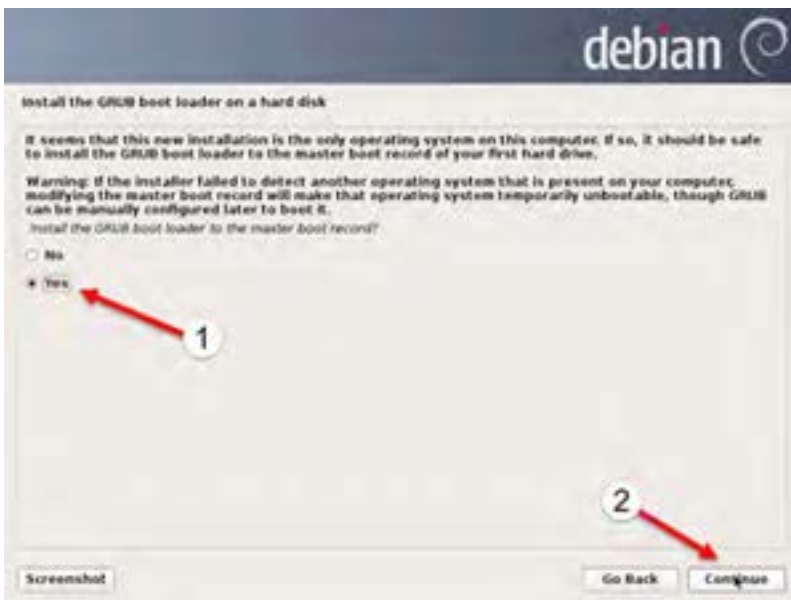 debian
Install the GRUB boot loader on a hard disk
It seems that this new installation is the only operating system on this computer. If so, it should be safe
to install the GRUB boot loader to the master boot record of your first hard drive.
Warning: If the installer failed to detect another operating system that is present on your computer,
modifying the master boot record will make that operating system temporarily unbootable, though GRUB
can be manually configured later to boot it.
Install the GRUB boot loader to the master boot record?
No
Yes
1
2
Screenshot
Go Back
Continue